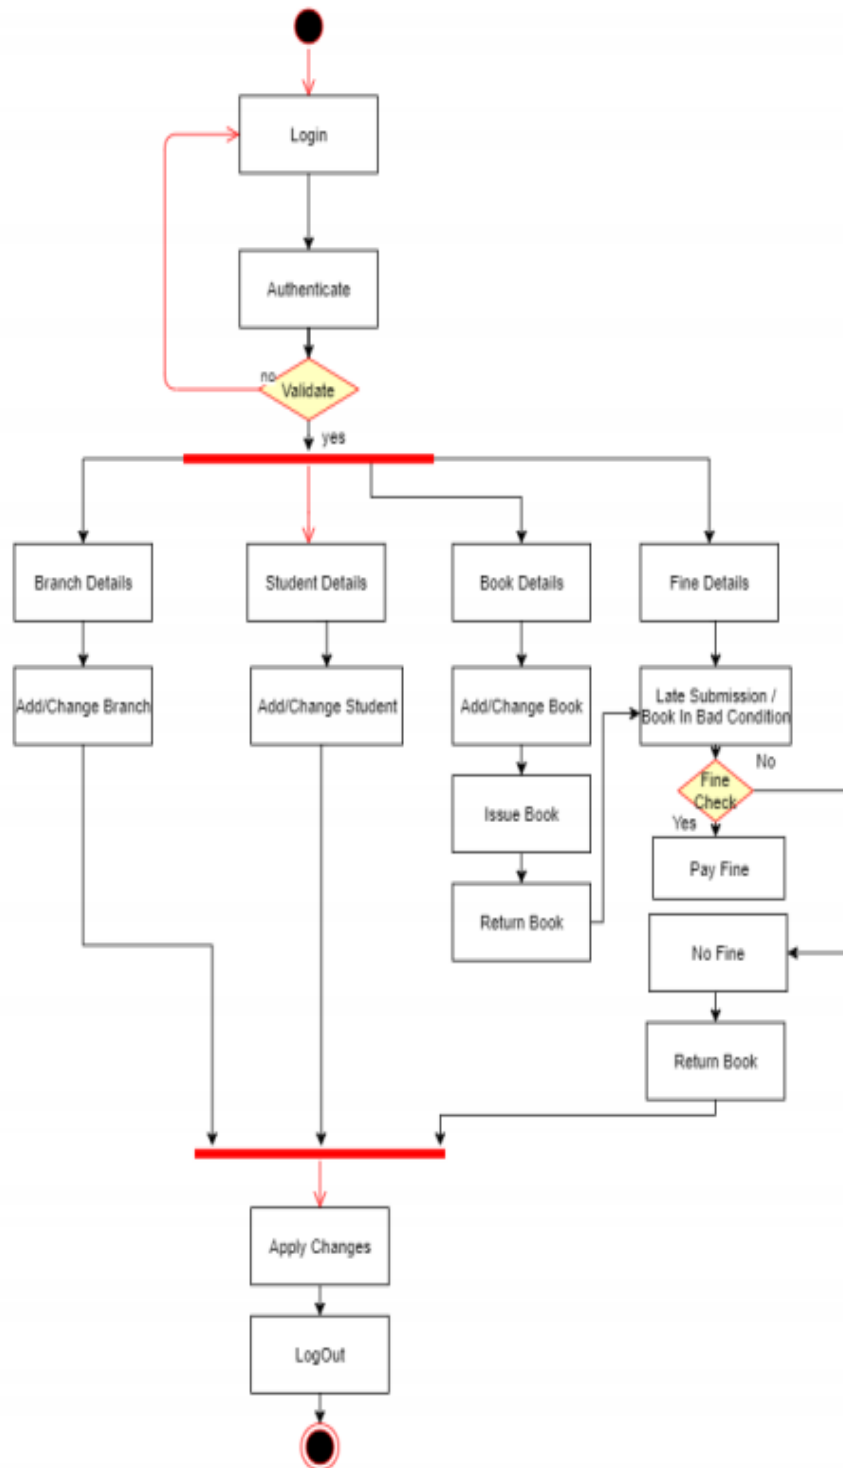 Login
Authenticate
no
Validate
yes
Branch Details
Student Details
Book Details
Fine Details
Add/Change Branch
Add/Change Student
Add/Change Book
Late Submission /
Book In Bad Condition
No
Fine
Check
Yes
Issue Book
Pay Fine
Return Book
No Fine
Return Book
Apply Changes
LogOut